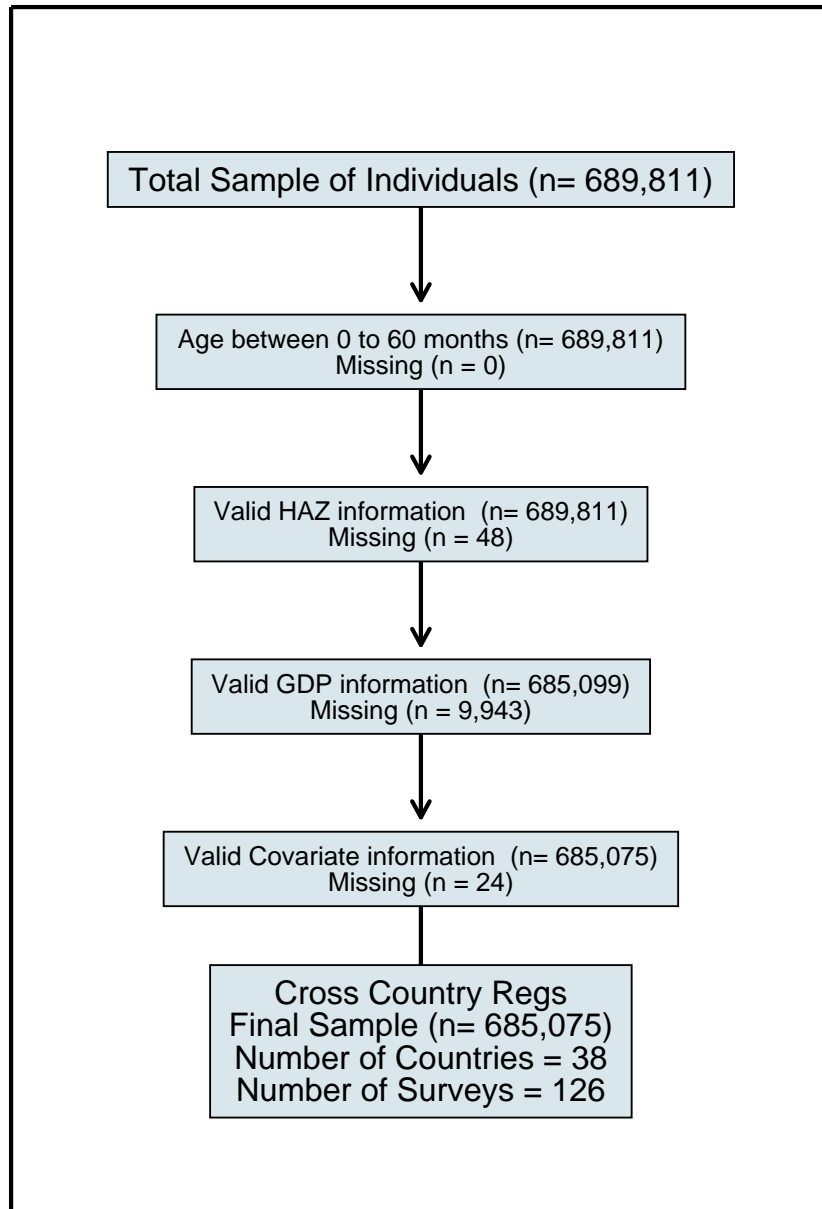 Total Sample of Individuals (n= 689,811)
Age between 0 to 60 months (n= 689,811)
Missing (n = 0)
Valid HAZ information  (n= 689,811)
Missing (n = 48)
Valid GDP information  (n= 685,099)
Missing (n = 9,943)
Valid Covariate information  (n= 685,075)
Missing (n = 24)
Cross Country Regs
Final Sample (n= 685,075)
Number of Countries = 38
Number of Surveys = 126